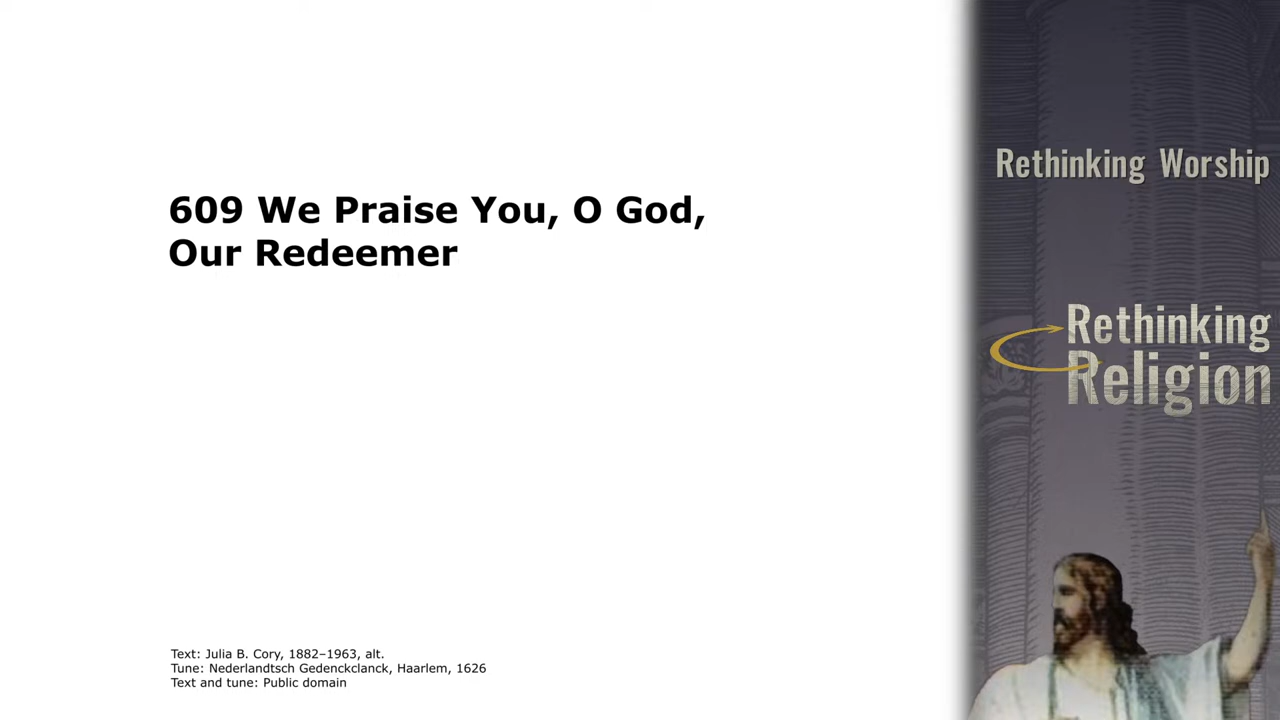 609 We Praise You, O God,
Our Redeemer
Text: Julia B. Cory, 1882–1963, alt.
Tune: Nederlandtsch Gedenckclanck, Haarlem, 1626
Text and tune: Public domain
Rethinking Worship
Rethinking
Religion